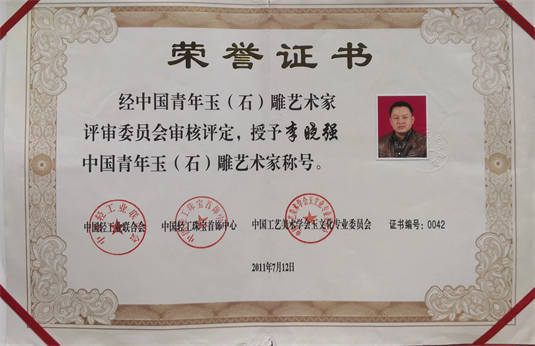 荣誉证书
经中国青年玉(石)雕艺术家
评审委员会审核评定,授予李晓强
中国青年玉(石)雕艺术家称号。
中国轻工业联合会 中国轻工珠宝首饰中心 中国工艺美术学会玉文化专业委员会 证书编号:0042
2011年7月12日